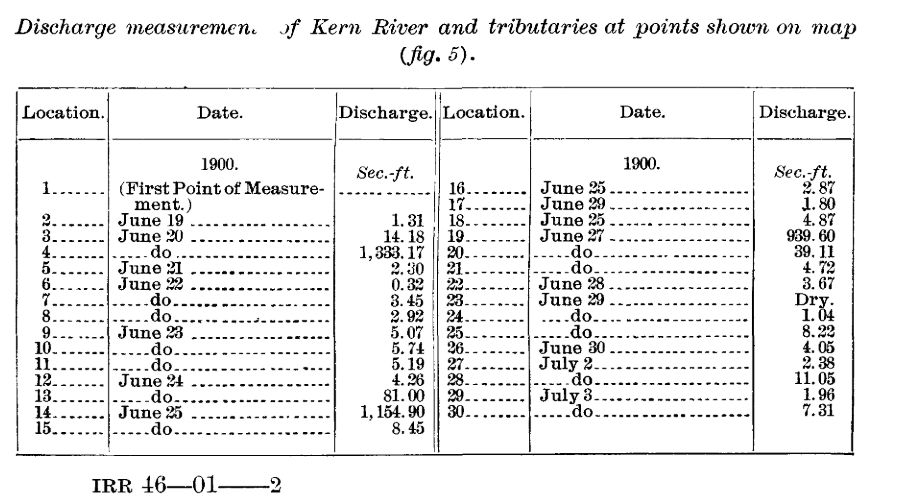 Discharge measuremen of Kern River and tributaries at points shown on map
(fig. 5).
Location. Date. Discharge. Location. Date. Discharge.
1900. Sec.-ft. 1900. Sec.-ft.
1....... (First Point of Measure- ............ 16....... June 25................... 2.87
ment.) 17....... June 29................... 1.80
2....... June 19................... 1.31 18....... June 25................... 4.87
3....... June 20................... 14.18 19....... June 27................... 939.60
4....... .....do................... 1,333.17 20....... .....do................... 39.11
5....... June 21................... 2.30 21....... .....do................... 4.72
6....... June 22................... 0.32 22....... June 28................... 3.67
7....... .....do................... 3.45 23....... June 29................... Dry.
8....... .....do................... 2.92 24....... .....do................... 1.04
9....... June 23................... 5.07 25....... .....do................... 8.22
10....... .....do................... 5.74 26....... June 30................... 4.05
11....... .....do................... 5.19 27....... July 2................... 2.38
12....... June 24................... 4.26 28....... .....do................... 11.05
13....... .....do................... 81.00 29....... July 3................... 1.96
14....... June 25................... 1,154.90 30....... .....do................... 7.31
15....... .....do................... 8.45
IRR 46—01——2